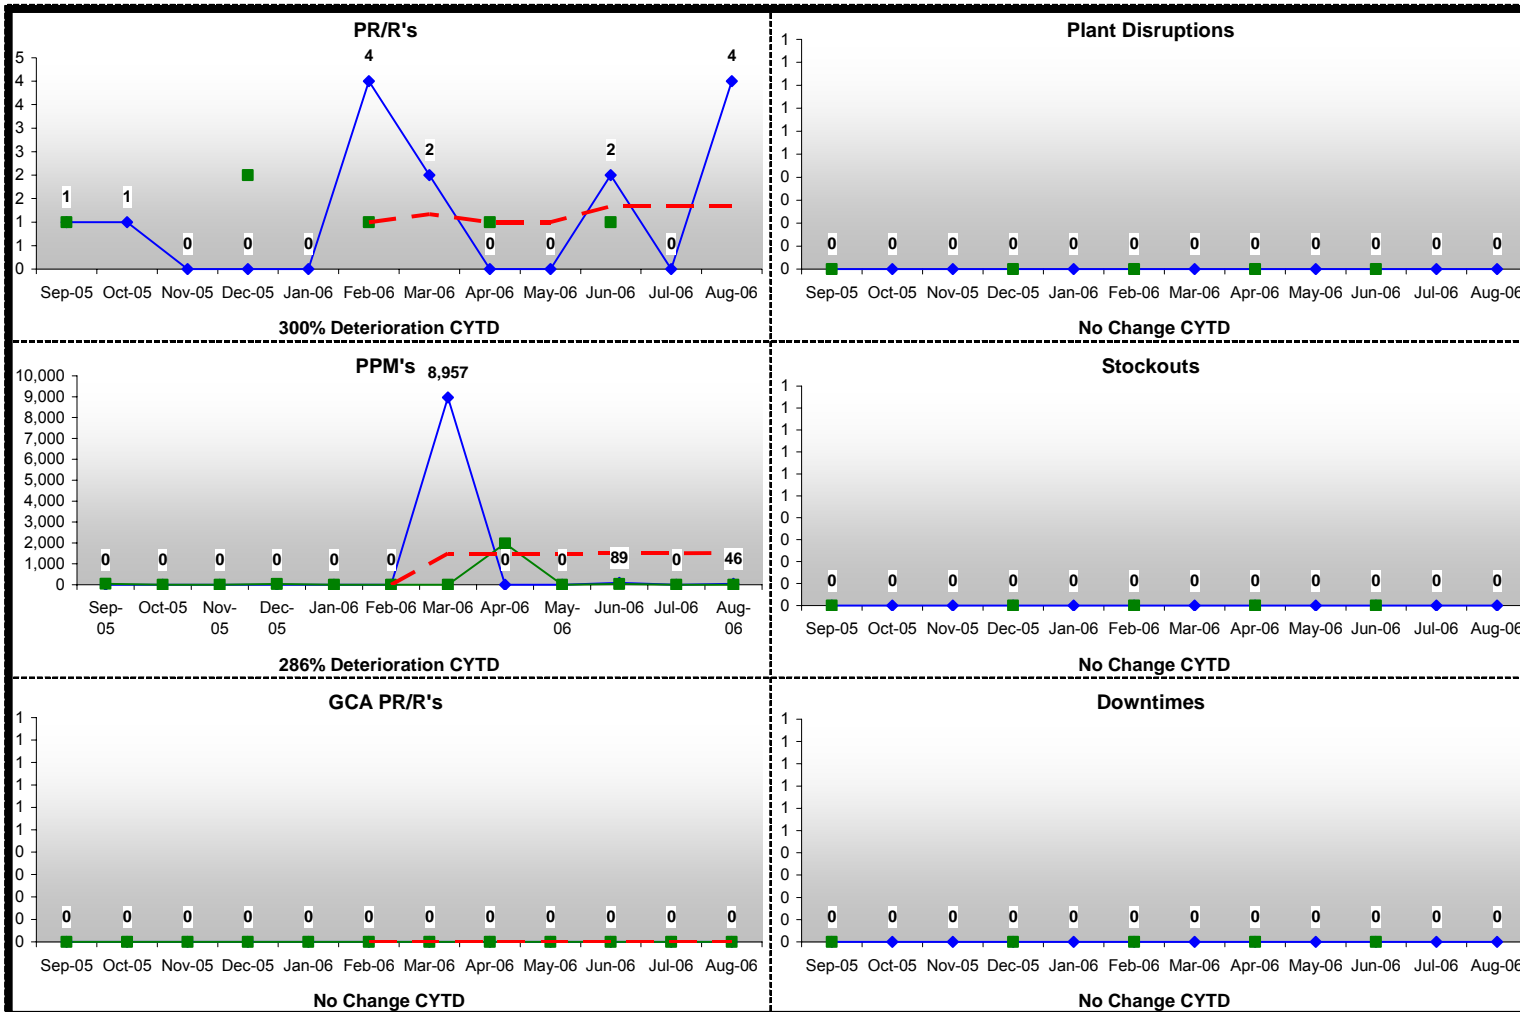 PR/R's
5
4
4
3
3
2
2
1
1
0
1 1 0 0 0 4 2 0 0 2 0 4
Sep-05 Oct-05 Nov-05 Dec-05 Jan-06 Feb-06 Mar-06 Apr-06 May-06 Jun-06 Jul-06 Aug-06
300% Deterioration CYTD
Plant Disruptions
1
1
1
1
1
1
0
0
0
0
0
0 0 0 0 0 0 0 0 0 0 0 0
Sep-05 Oct-05 Nov-05 Dec-05 Jan-06 Feb-06 Mar-06 Apr-06 May-06 Jun-06 Jul-06 Aug-06
No Change CYTD
PPM's
10,000
9,000
8,000
7,000
6,000
5,000
4,000
3,000
2,000
1,000
0
0 0 0 0 0 0 8,957 0 0 89 0 46
Sep-05 Oct-05 Nov-05 Dec-05 Jan-06 Feb-06 Mar-06 Apr-06 May-06 Jun-06 Jul-06 Aug-06
286% Deterioration CYTD
Stockouts
1
1
1
1
1
1
0
0
0
0
0
0 0 0 0 0 0 0 0 0 0 0 0
Sep-05 Oct-05 Nov-05 Dec-05 Jan-06 Feb-06 Mar-06 Apr-06 May-06 Jun-06 Jul-06 Aug-06
No Change CYTD
GCA PR/R's
1
1
1
1
1
1
0
0
0
0
0
0 0 0 0 0 0 0 0 0 0 0 0
Sep-05 Oct-05 Nov-05 Dec-05 Jan-06 Feb-06 Mar-06 Apr-06 May-06 Jun-06 Jul-06 Aug-06
No Change CYTD
Downtimes
1
1
1
1
1
1
0
0
0
0
0
0 0 0 0 0 0 0 0 0 0 0 0
Sep-05 Oct-05 Nov-05 Dec-05 Jan-06 Feb-06 Mar-06 Apr-06 May-06 Jun-06 Jul-06 Aug-06
No Change CYTD